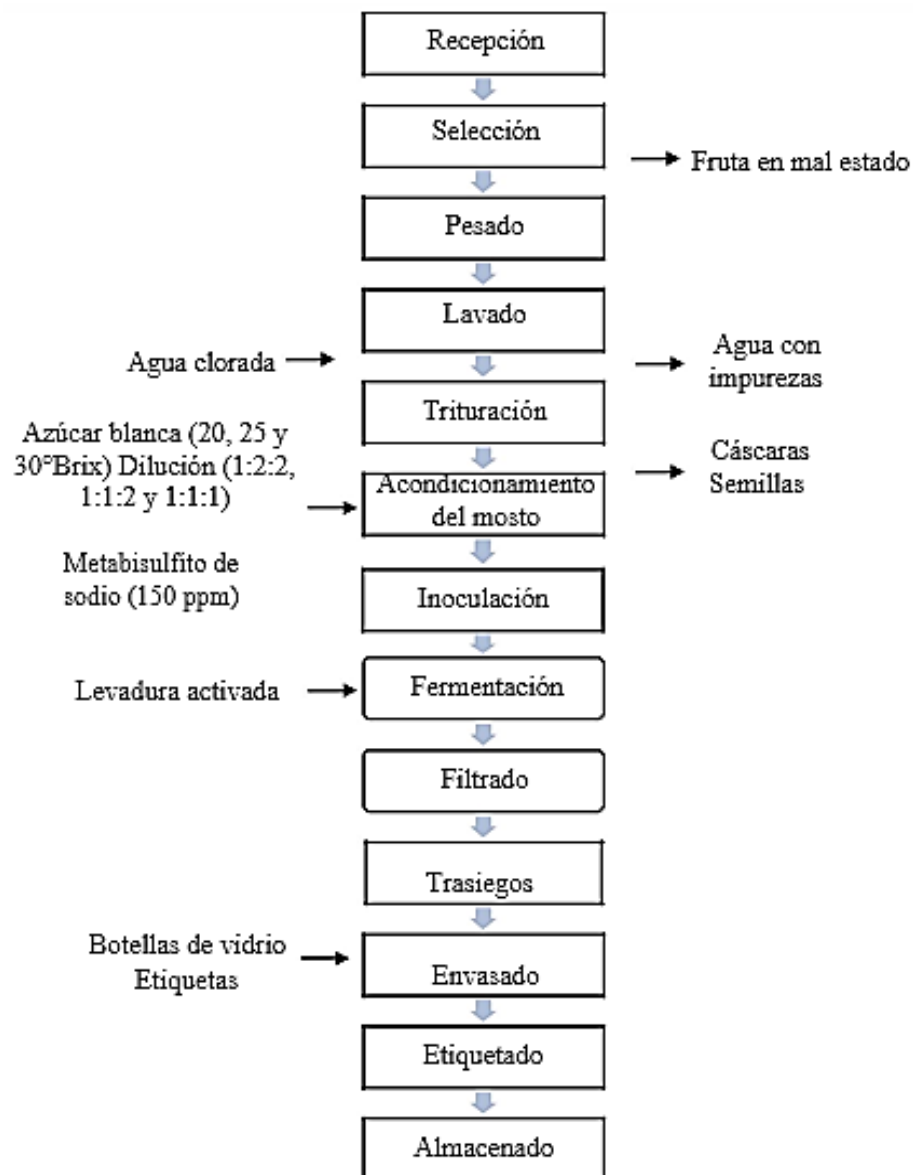 Recepción
Selección
Fruta en mal estado
Pesado
Lavado
Agua clorada
Agua con
impurezas
Trituración
Azúcar blanca (20, 25 y
30°Brix) Dilución (1:2:2,
1:1:2 y 1:1:1)
Cáscaras
Semillas
Acondicionamiento
del mosto
Metabisulfito de
sodio (150 ppm)
Inoculación
Levadura activada
Fermentación
Filtrado
Trasiegos
Botellas de vidrio
Etiquetas
Envasado
Etiquetado
Almacenado